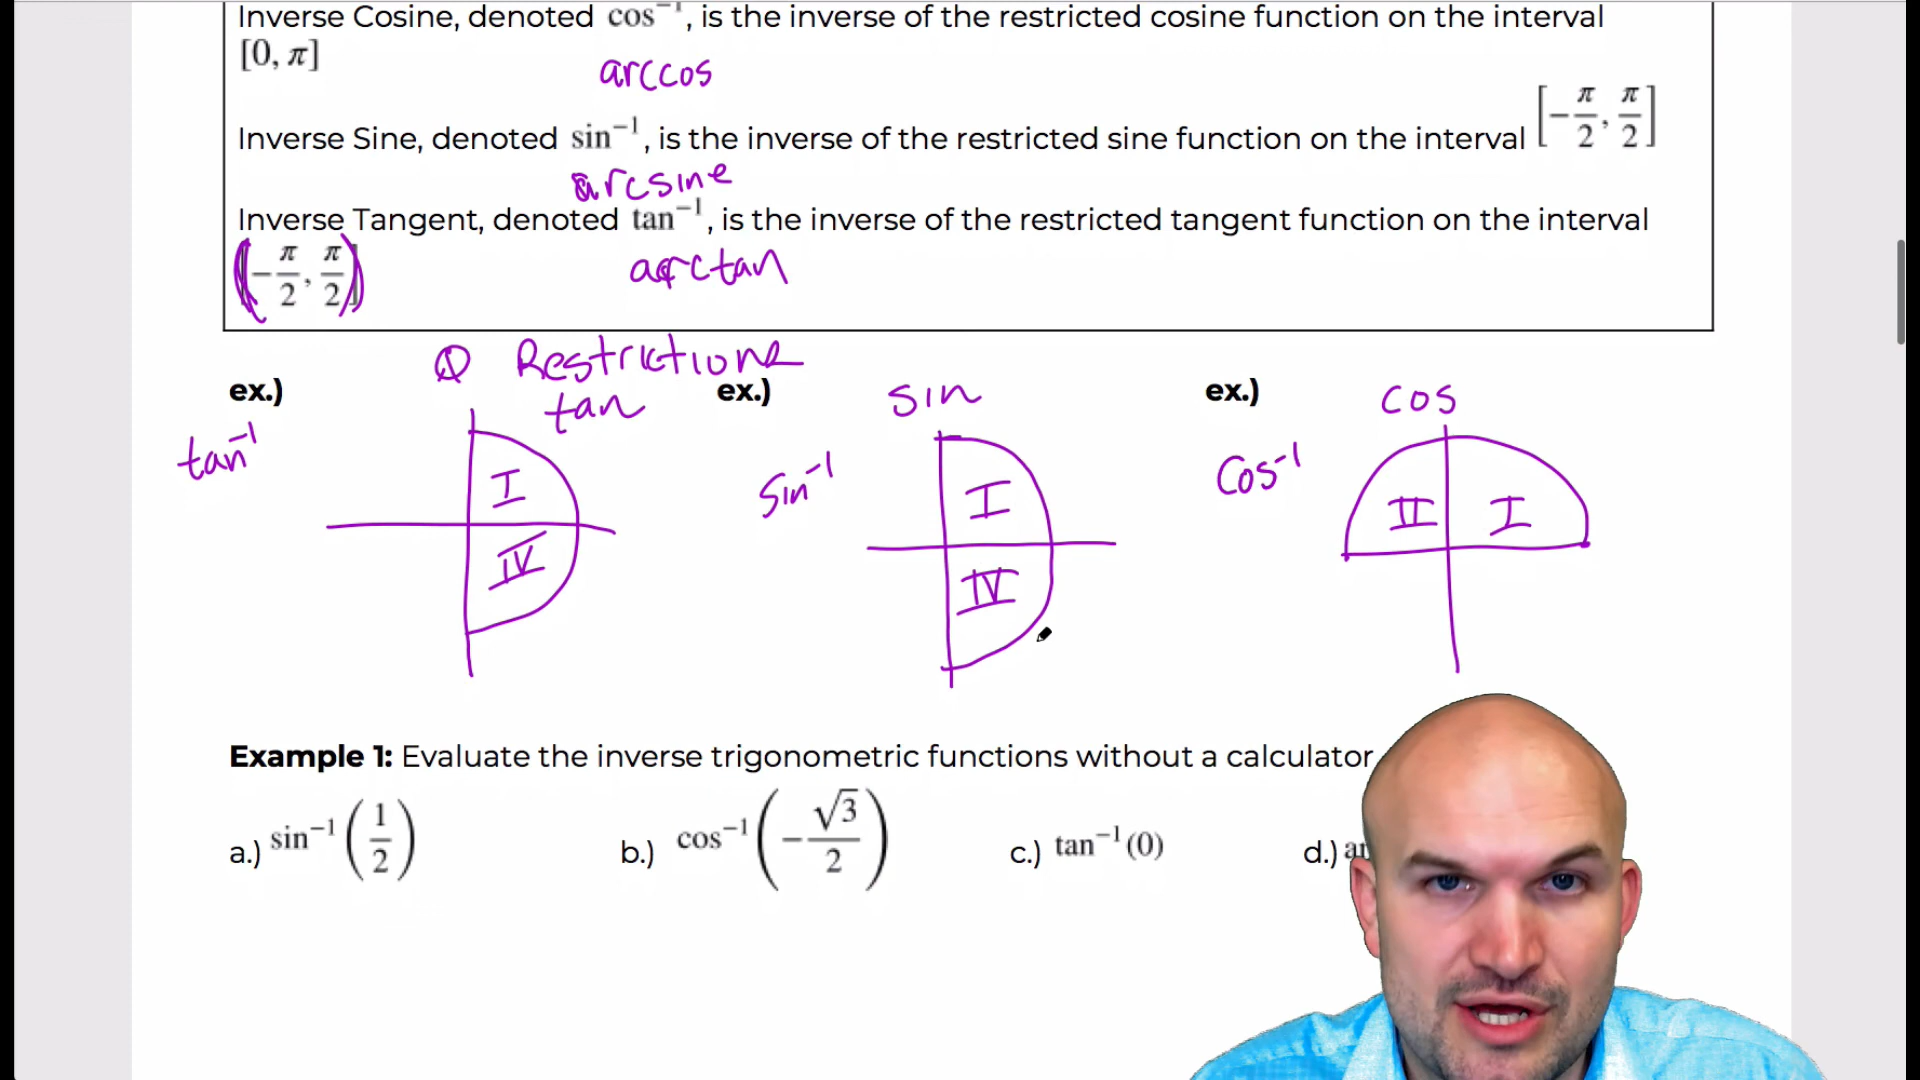 Inverse Cosine, denoted cos⁻¹, is the inverse of the restricted cosine function on the interval
[0, π]
arccos
Inverse Sine, denoted sin⁻¹, is the inverse of the restricted sine function on the interval [-π/2, π/2]
arcsine
Inverse Tangent, denoted tan⁻¹, is the inverse of the restricted tangent function on the interval
(-π/2, π/2)
arctan
Restrictions
ex.) tan ex.) sin ex.) cos
tan⁻¹ sin⁻¹ cos⁻¹
I I II I
IV IV
Example 1: Evaluate the inverse trigonometric functions without a calculator
a.) sin⁻¹(1/2) b.) cos⁻¹(-√3/2) c.) tan⁻¹(0) d.)